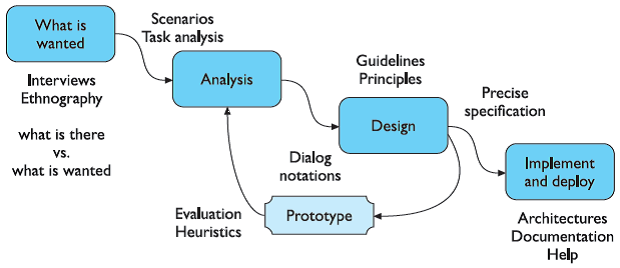 What is
wanted
Interviews
Ethnography
what is there
vs.
what is wanted
Scenarios
Task analysis
Analysis
Guidelines
Principles
Design
Precise
specification
Dialog
notations
Implement
and deploy
Evaluation
Heuristics
Prototype
Architectures
Documentation
Help